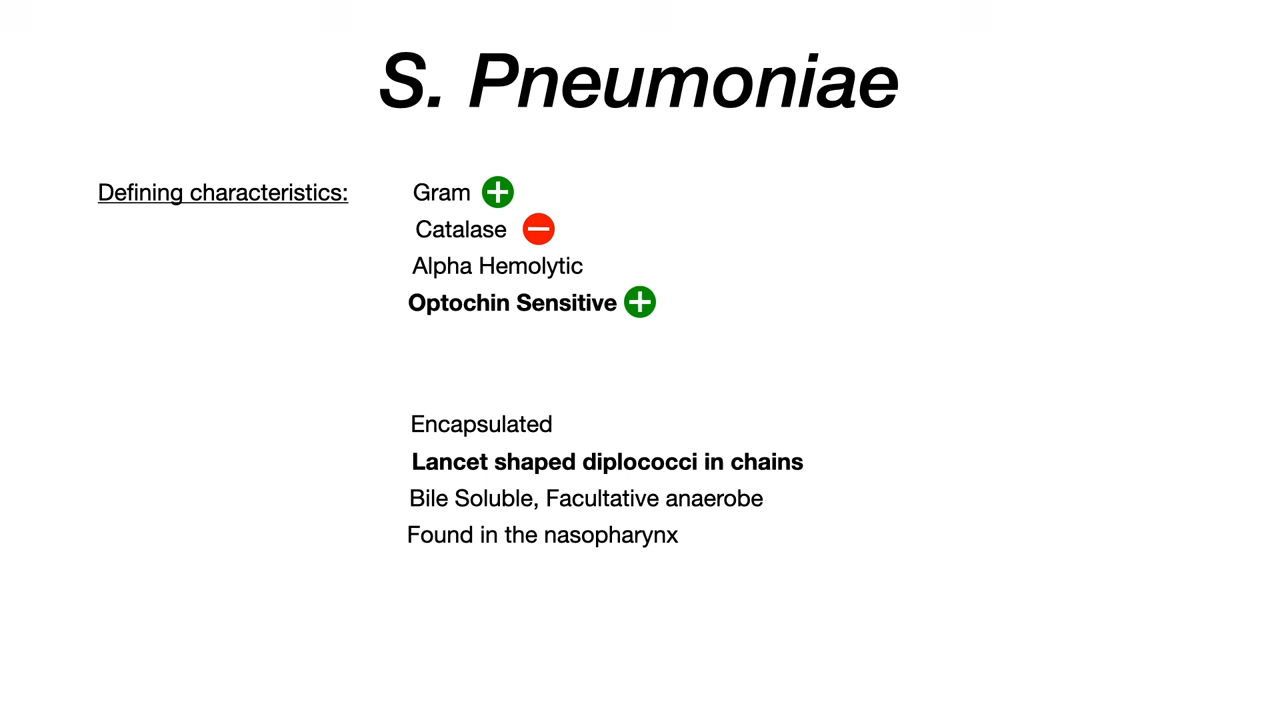 S. Pneumoniae
Defining characteristics:
Gram +
Catalase −
Alpha Hemolytic
Optochin Sensitive +
Encapsulated
Lancet shaped diplococci in chains
Bile Soluble, Facultative anaerobe
Found in the nasopharynx